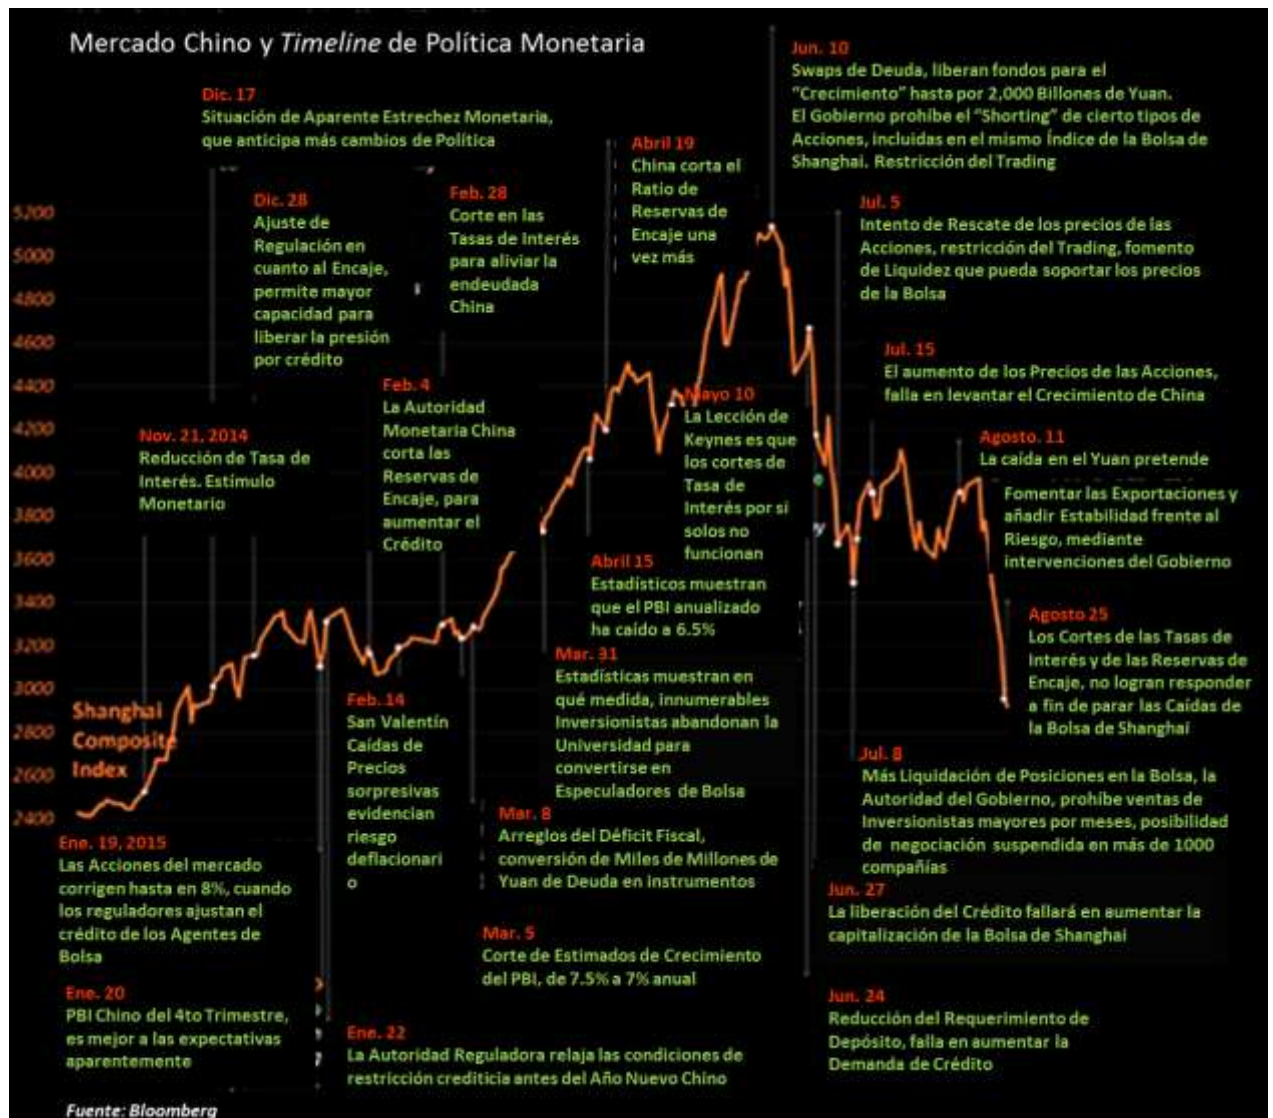 Mercado Chino y Timeline de Política Monetaria
Dic. 17
Situación de Aparente Estrechez Monetaria,
que anticipa más cambios de Política
Jun. 10
Swaps de Deuda, liberan fondos para el
“Crecimiento” hasta por 2,000 Billones de Yuan.
El Gobierno prohíbe el “Shorting” de cierto tipos de
Acciones, incluidas en el mismo Índice de la Bolsa de
Shanghai. Restricción del Trading
Abril 19
China corta el
Ratio de
Reservas de
Encaje una
vez más
Dic. 28
Ajuste de
Regulación en
cuanto al Encaje,
permite mayor
capacidad para
liberar la presión
por crédito
Feb. 28
Corte en las
Tasas de Interés
para aliviar la
endeudada
China
Jul. 5
Intento de Rescate de los precios de las
Acciones, restricción del Trading, fomento
de Liquidez que pueda soportar los precios
de la Bolsa
Jul. 15
El aumento de los Precios de las Acciones,
falla en levantar el Crecimiento de China
5200
5000
4800
4600
4400
4200
4000
3800
3600
3400
3200
3000
2800
2600
2400
Nov. 21, 2014
Reducción de Tasa de
Interés. Estímulo
Monetario
Feb. 4
La Autoridad
Monetaria China
corta las
Reservas de
Encaje, para
aumentar el
Crédito
Mayo 10
La Lección de
Keynes es que
los cortes de
Tasa de
Interés por sí
solos no
funcionan
Agosto. 11
La caída en el Yuan pretende
Fomentar las Exportaciones y
añadir Estabilidad frente al
Riesgo, mediante
intervenciones del Gobierno
Abril 15
Estadísticos muestran
que el PBI anualizado
ha caído a 6.5%
Agosto 25
Los Cortes de las Tasas de
Interés y de las Reservas de
Encaje, no logran responder
a fin de parar las Caídas de
la Bolsa de Shanghai
Shanghai
Composite
Index
Feb. 14
San Valentín
Caídas de
Precios
sorpresivas
evidencian
riesgo
deflacionari
o
Mar. 31
Estadísticas muestran en
qué medida, innumerables
Inversionistas abandonan la
Universidad para
convertirse en
Especuladores de Bolsa
Jul. 8
Más Liquidación de Posiciones en la Bolsa, la
Autoridad del Gobierno, prohíbe ventas de
Inversionistas mayores por meses, posibilidad
de negociación suspendida en más de 1000
compañías
Mar. 8
Arreglos del Déficit Fiscal,
conversión de Miles de Millones de
Yuan de Deuda en instrumentos
Ene. 19, 2015
Las Acciones del mercado
corrigen hasta en 8%, cuando
los reguladores ajustan el
crédito de los Agentes de
Bolsa
Jun. 27
La liberación del Crédito fallará en aumentar la
capitalización de la Bolsa de Shanghai
Mar. 5
Corte de Estimados de Crecimiento
del PBI, de 7.5% a 7% anual
Ene. 20
PBI Chino del 4to Trimestre,
es mejor a las expectativas
aparentemente
Jun. 24
Reducción del Requerimiento de
Depósito, falla en aumentar la
Demanda de Crédito
Ene. 22
La Autoridad Reguladora relaja las condiciones de
restricción crediticia antes del Año Nuevo Chino
Fuente: Bloomberg